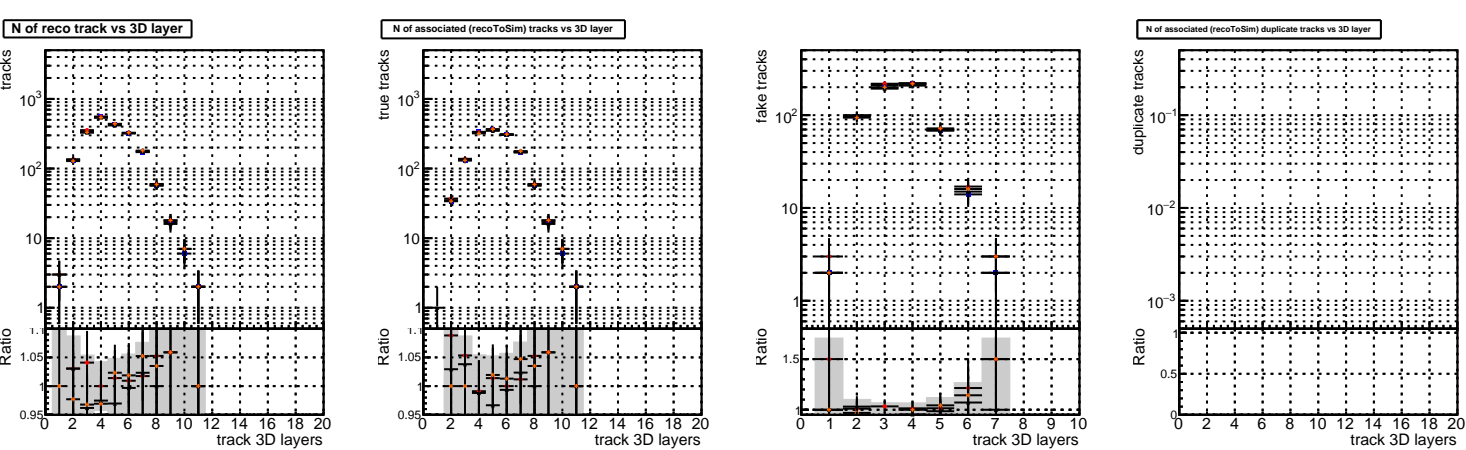 N of reco track vs 3D layer
tracks
10³
10²
10
1
Ratio
1.1
1.05
1
0.95
0 2 4 6 8 10 12 14 16 18 20
track 3D layers
N of associated (recoToSim) tracks vs 3D layer
true tracks
10³
10²
10
1
Ratio
1.1
1.05
1
0.95
0 2 4 6 8 10 12 14 16 18 20
track 3D layers
fake tracks
10²
10
1
Ratio
1.5
1
0 1 2 3 4 5 6 7 8 9 10
track 3D layers
N of associated (recoToSim) duplicate tracks vs 3D layer
duplicate tracks
10⁻¹
10⁻²
10⁻³
Ratio
1
0.5
0
0 2 4 6 8 10 12 14 16 18 20
track 3D layers